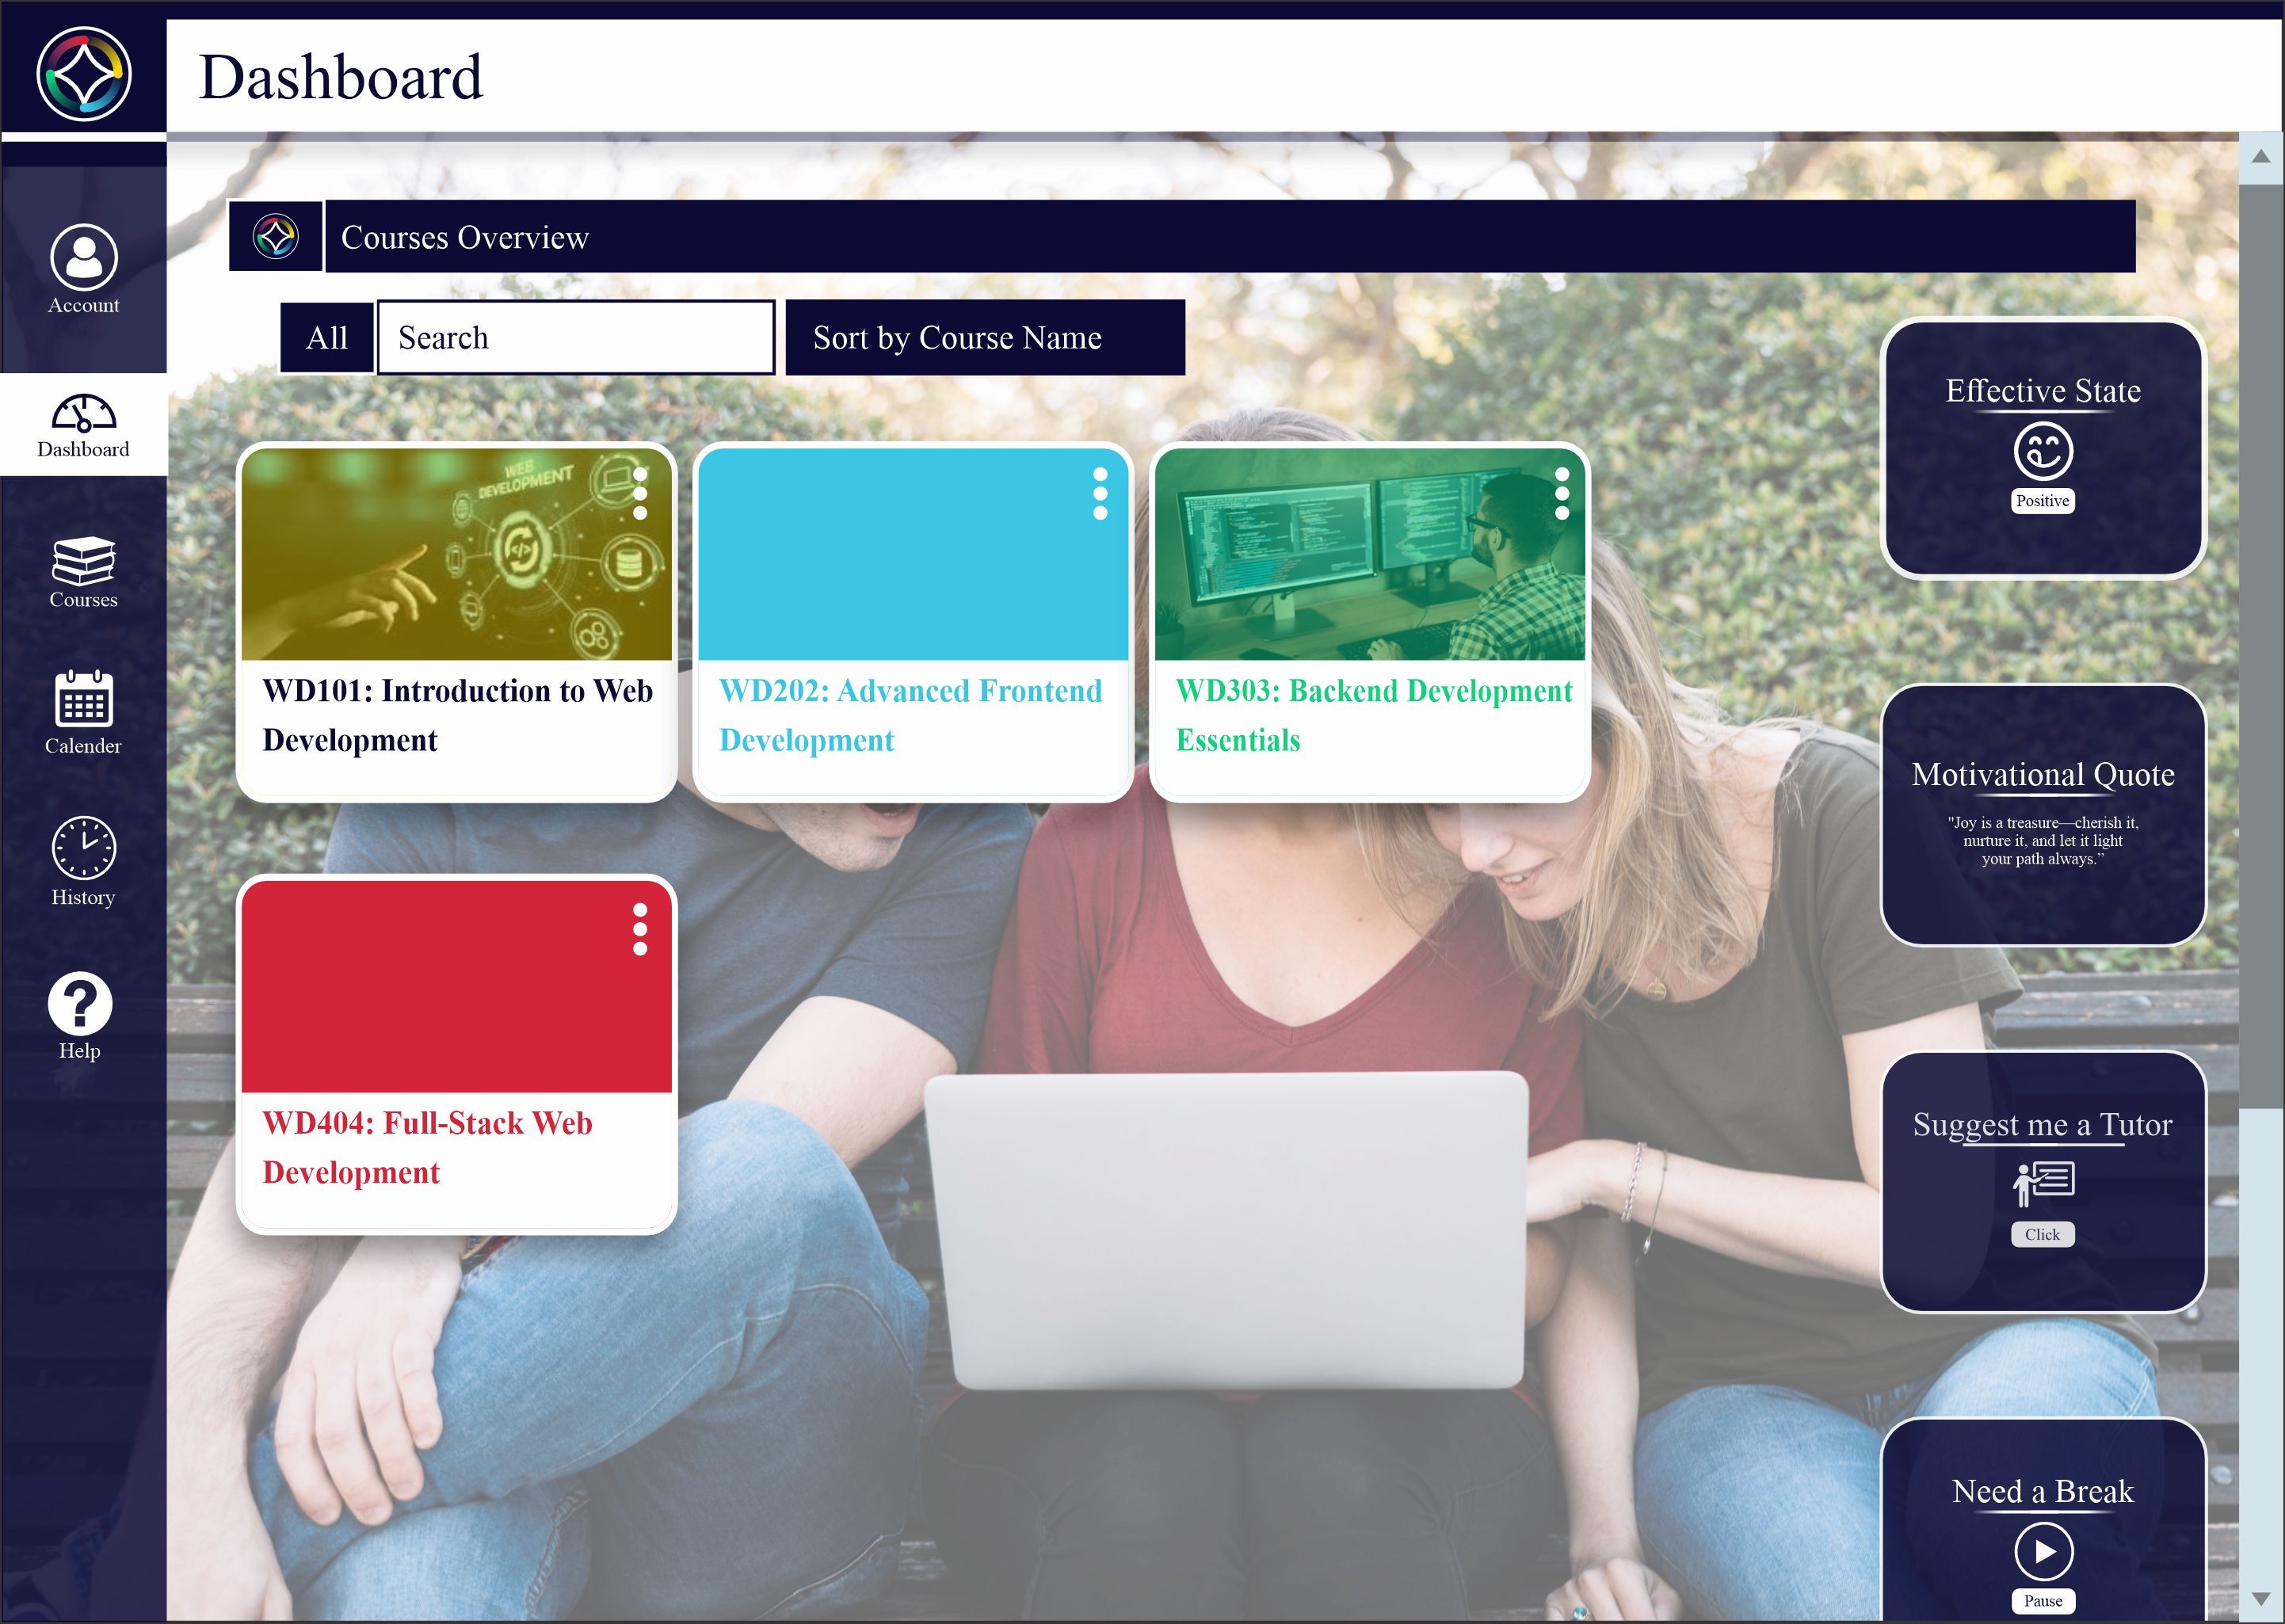 Dashboard
Account
Dashboard
Courses
Calender
History
Help
Courses Overview
All
Search
Sort by Course Name
WEB
DEVELOPMENT
WD101: Introduction to Web
Development
WD202: Advanced Frontend
Development
WD303: Backend Development
Essentials
WD404: Full-Stack Web
Development
Effective State
Positive
Motivational Quote
"Joy is a treasure—cherish it,
nurture it, and let it light
your path always.”
Suggest me a Tutor
Click
Need a Break
Pause